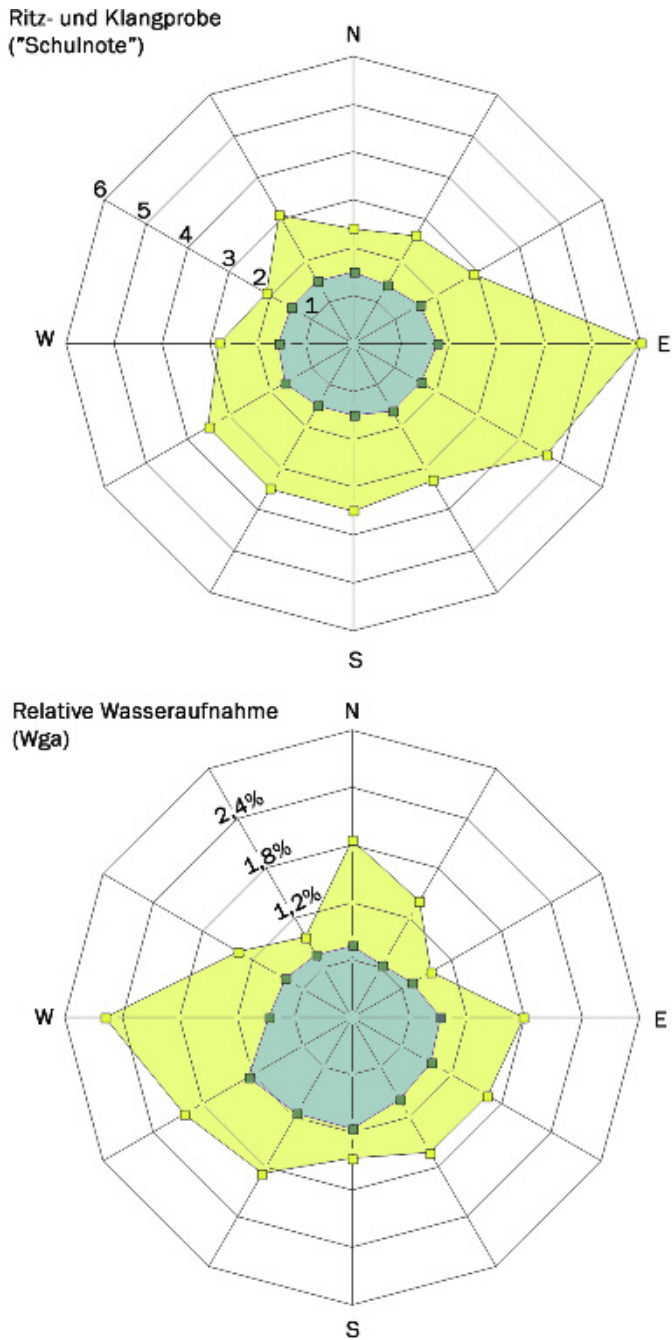 Ritz- und Klangprobe
("Schulnote")
N
6
5
4
3
2
1
W
E
S
Relative Wasseraufnahme
(Wga)
N
2,4%
1,8%
1,2%
W
E
S